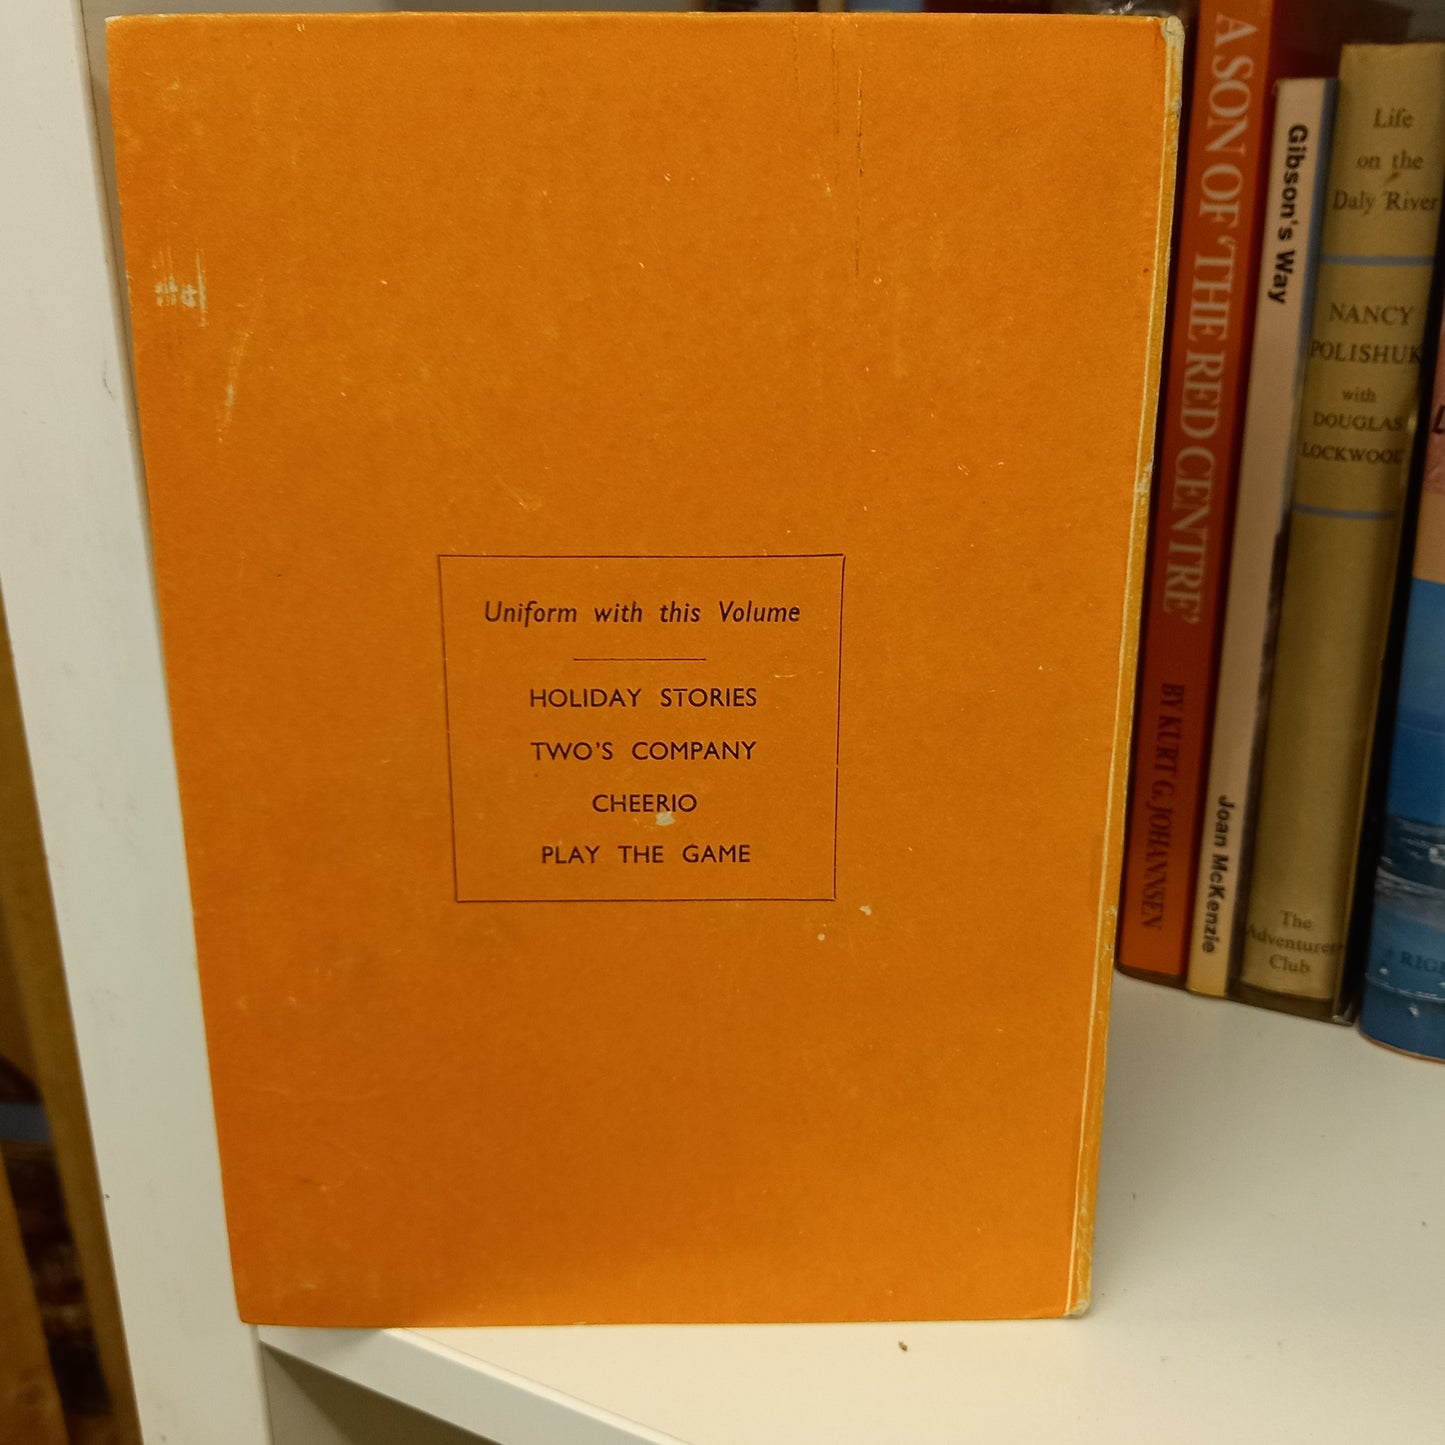 Uniform with this Volume
HOLIDAY STORIES
TWO'S COMPANY
CHEERIO
PLAY THE GAME
A SON OF 'THE RED CENTRE'
BY KURT G. JOHANNSEN
Gibson's Way
Joan McKenzie
Life
on the
Daly River
NANCY
POLISHUK
with
DOUGLAS
LOCKWOOD
The
Adventurers
Club